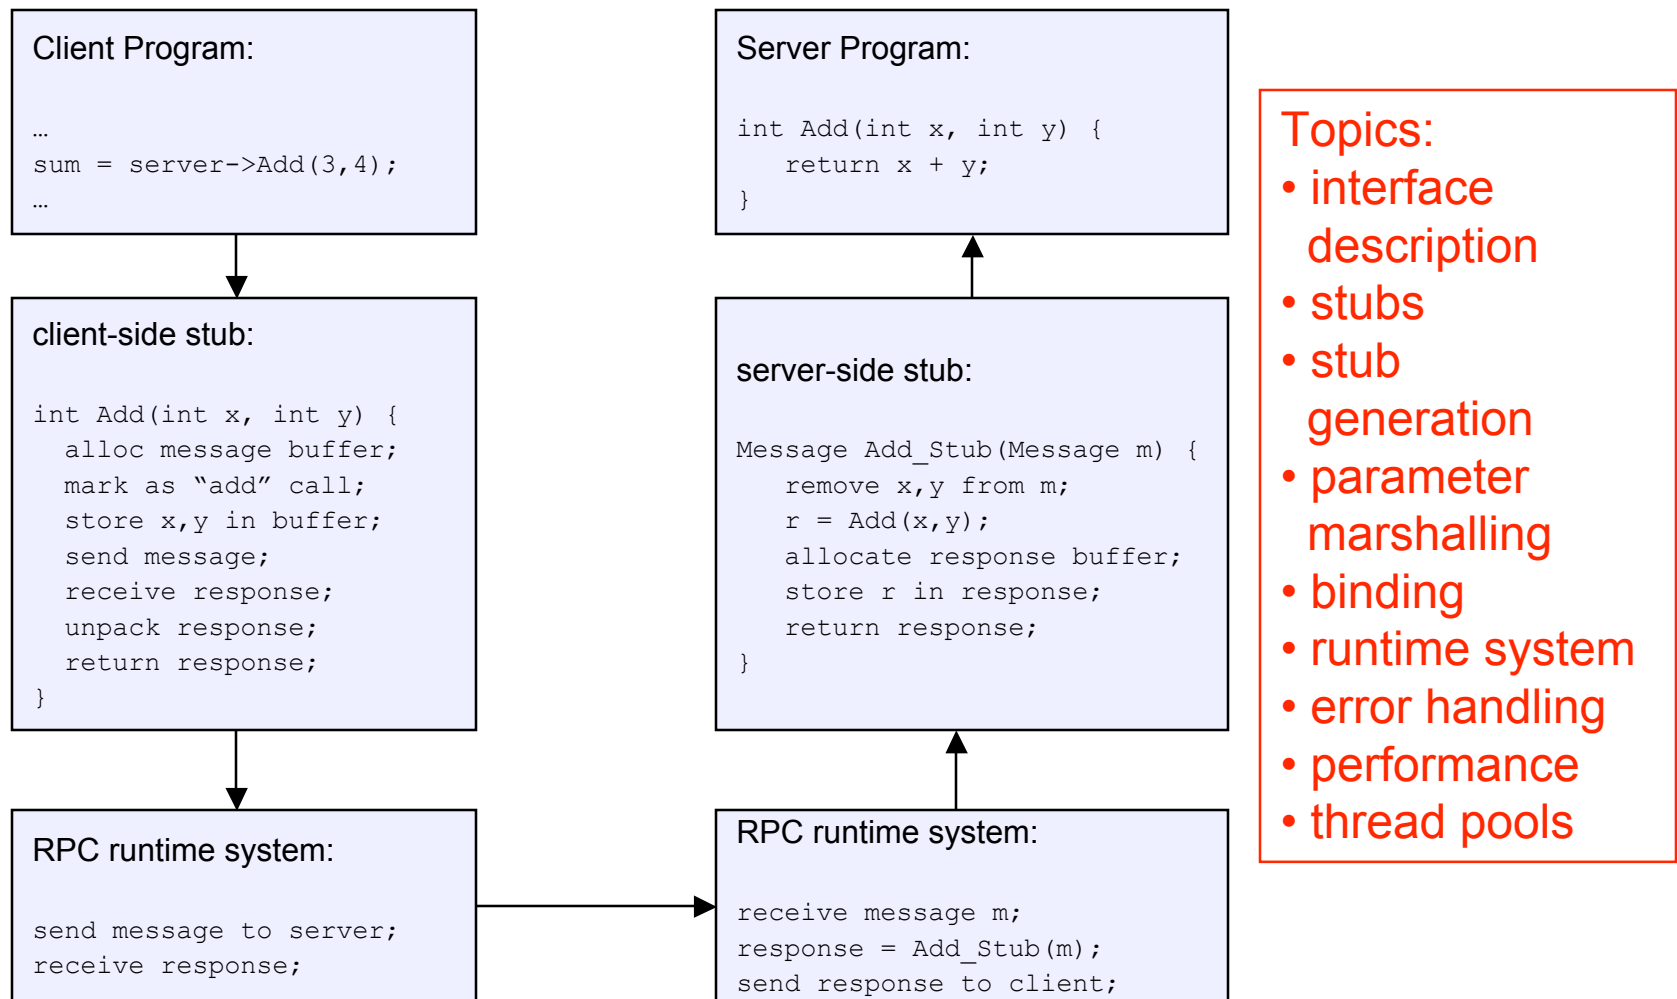 Client Program:
…
sum = server->Add(3,4);
…
client-side stub:
int Add(int x, int y) {
  alloc message buffer;
  mark as “add” call;
  store x,y in buffer;
  send message;
  receive response;
  unpack response;
  return response;
}
RPC runtime system:
send message to server;
receive response;
Server Program:
int Add(int x, int y) {
   return x + y;
}
server-side stub:
Message Add_Stub(Message m) {
   remove x,y from m;
   r = Add(x,y);
   allocate response buffer;
   store r in response;
   return response;
}
RPC runtime system:
receive message m;
response = Add_Stub(m);
send response to client;
Topics:
• interface
description
• stubs
• stub
generation
• parameter
marshalling
• binding
• runtime system
• error handling
• performance
• thread pools